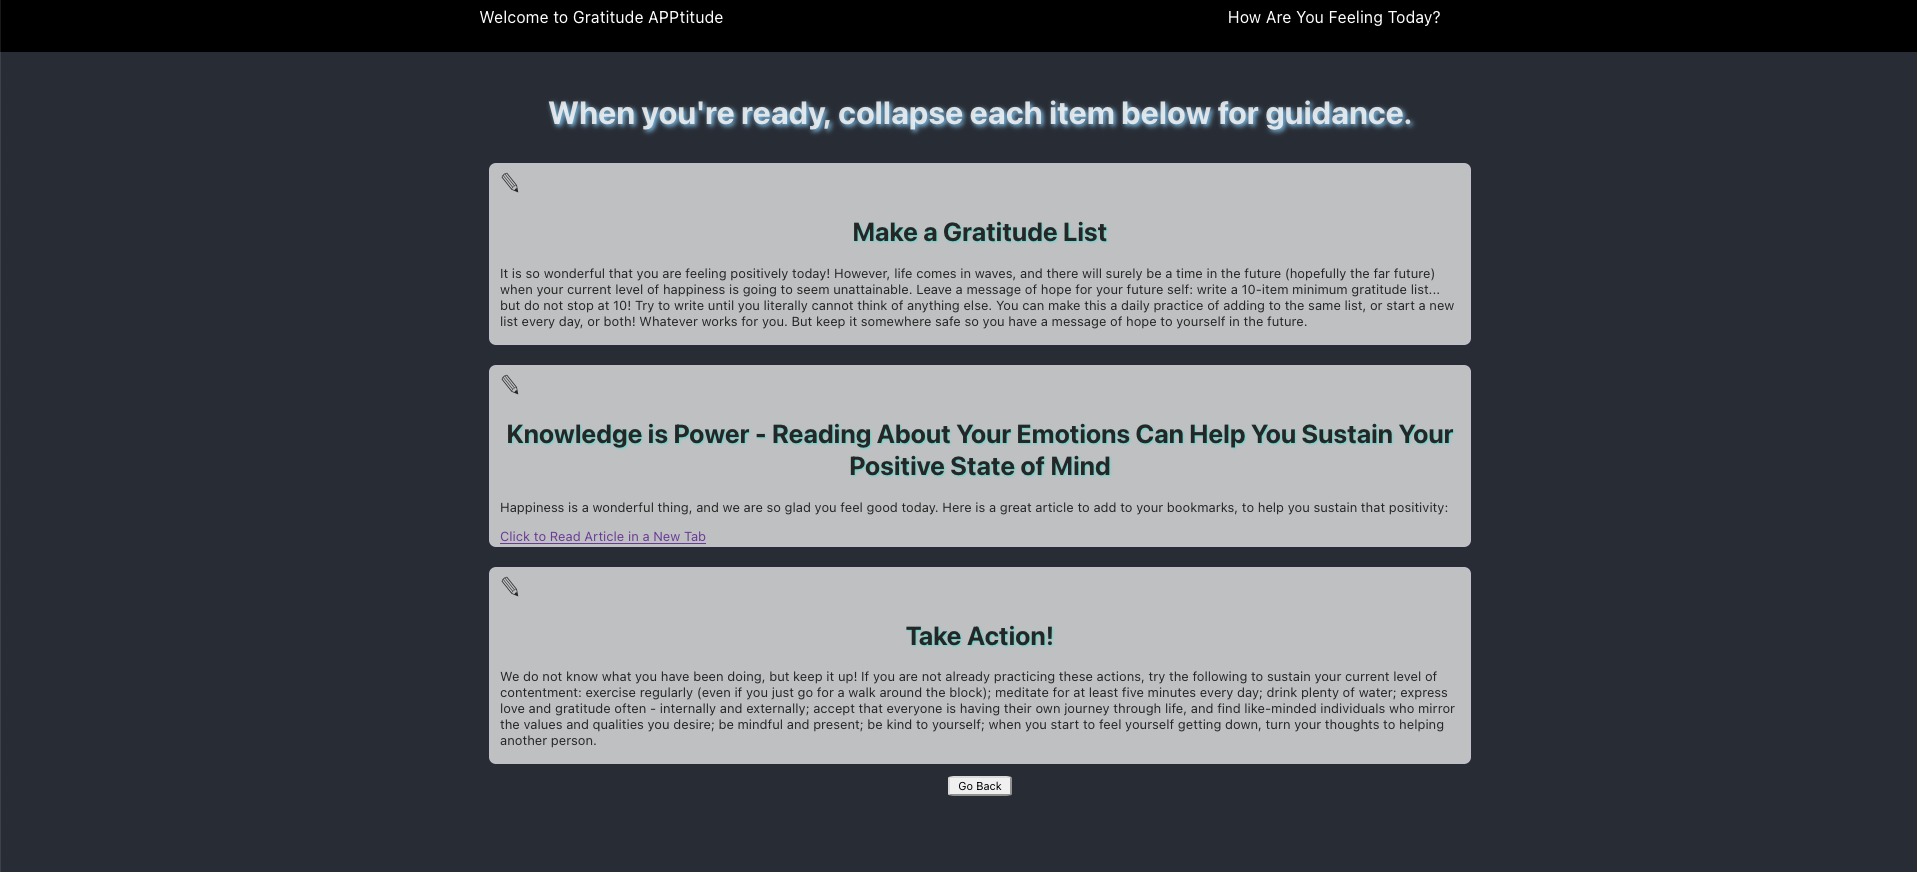 Welcome to Gratitude APPtitude
How Are You Feeling Today?
When you're ready, collapse each item below for guidance.
Make a Gratitude List
It is so wonderful that you are feeling positively today! However, life comes in waves, and there will surely be a time in the future (hopefully the far future)
when your current level of happiness is going to seem unattainable. Leave a message of hope for your future self: write a 10-item minimum gratitude list...
but do not stop at 10! Try to write until you literally cannot think of anything else. You can make this a daily practice of adding to the same list, or start a new
list every day, or both! Whatever works for you. But keep it somewhere safe so you have a message of hope to yourself in the future.
Knowledge is Power - Reading About Your Emotions Can Help You Sustain Your
Positive State of Mind
Happiness is a wonderful thing, and we are so glad you feel good today. Here is a great article to add to your bookmarks, to help you sustain that positivity:
Click to Read Article in a New Tab
Take Action!
We do not know what you have been doing, but keep it up! If you are not already practicing these actions, try the following to sustain your current level of
contentment: exercise regularly (even if you just go for a walk around the block); meditate for at least five minutes every day; drink plenty of water; express
love and gratitude often - internally and externally; accept that everyone is having their own journey through life, and find like-minded individuals who mirror
the values and qualities you desire; be mindful and present; be kind to yourself; when you start to feel yourself getting down, turn your thoughts to helping
another person.
Go Back